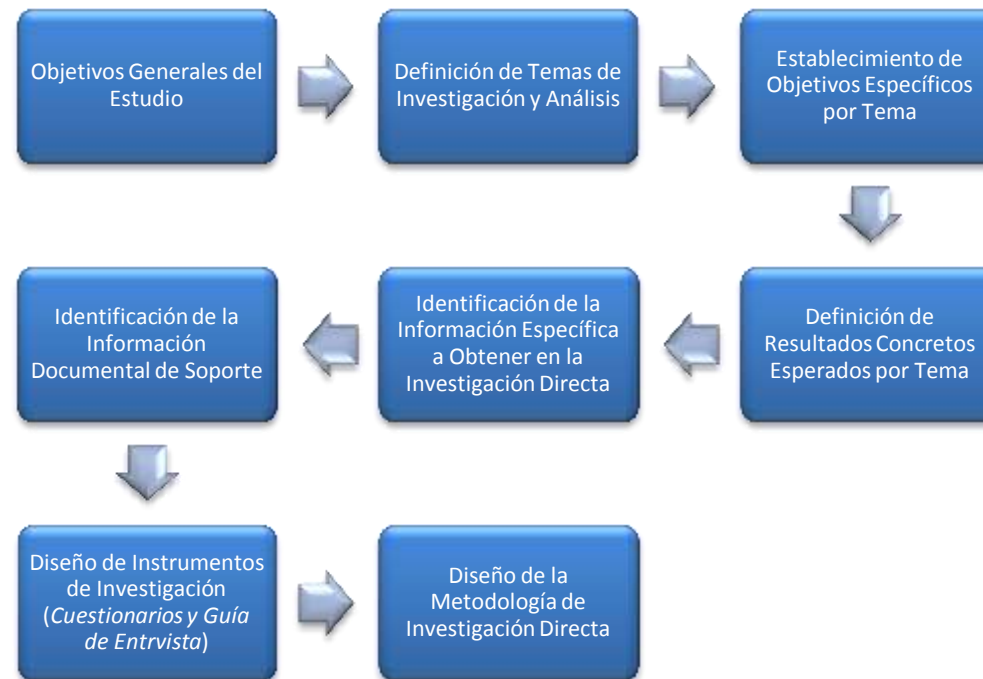 Objetivos Generales del
Estudio
Definición de Temas de
Investigación y Análisis
Establecimiento de
Objetivos Específicos
por Tema
Definición de
Resultados Concretos
Esperados por Tema
Identificación de la
Información Específica
a Obtener en la
Investigación Directa
Identificación de la
Información
Documental de Soporte
Diseño de Instrumentos
de Investigación
(Cuestionarios y Guía
de Entrvista)
Diseño de la
Metodología de
Investigación Directa